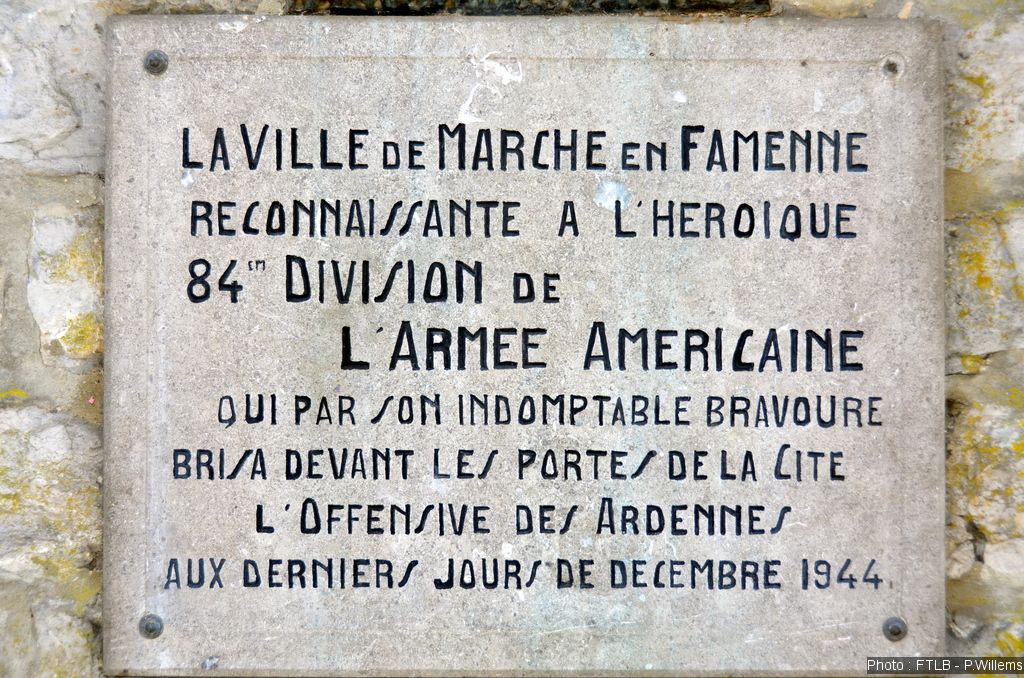 LA VILLE DE MARCHE EN FAMENNE
RECONNAISSANTE A L'HEROIQUE
84EM DIVISION DE
L'ARMEE AMERICAINE
QUI PAR SON INDOMPTABLE BRAVOURE
BRISA DEVANT LES PORTES DE LA CITE
L'OFFENSIVE DES ARDENNES
AUX DERNIERS JOURS DE DECEMBRE 1944.
Photo : FTLB - P.Willems